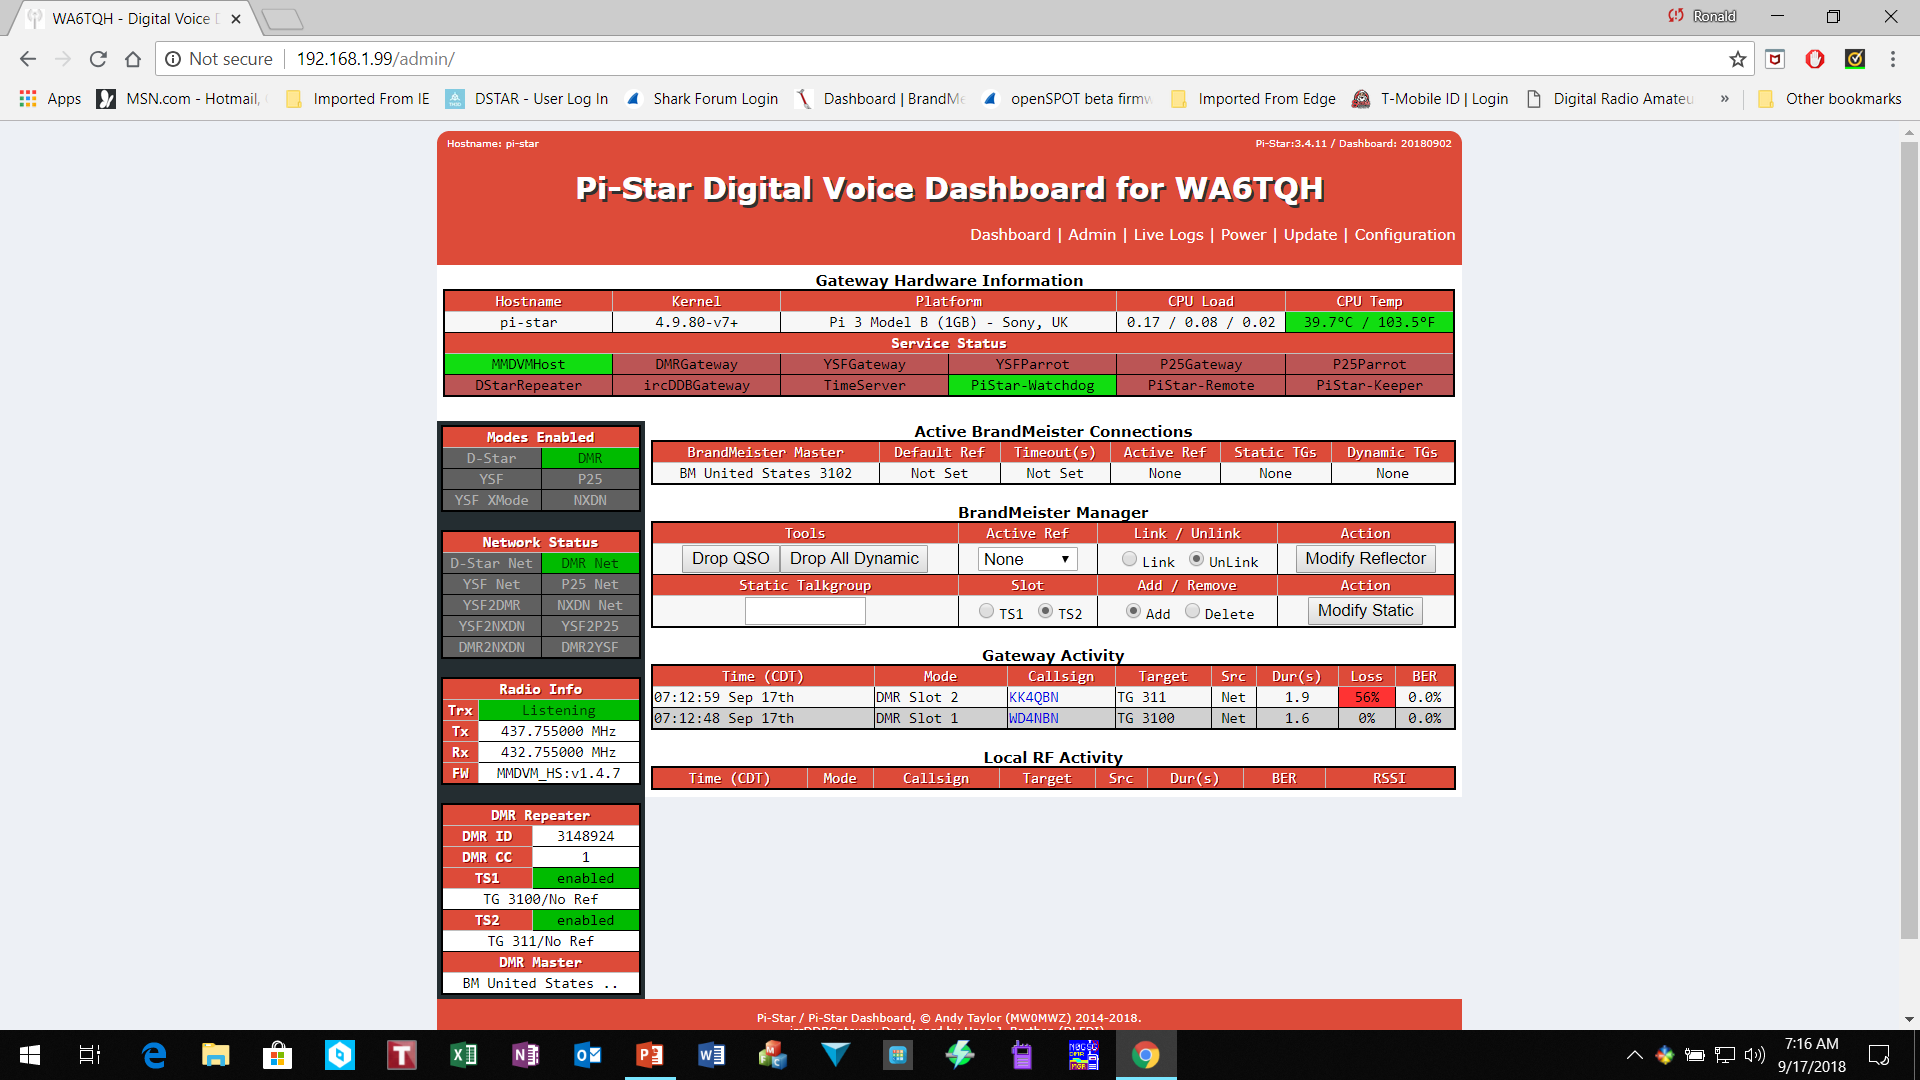 WA6TQH - Digital Voice D
Ronald
Not secure 192.168.1.99/admin/
Apps MSN.com - Hotmail, Imported From IE DSTAR - User Log In Shark Forum Login Dashboard | BrandMe openSPOT beta firmw Imported From Edge T-Mobile ID | Login Digital Radio Amateu » Other bookmarks
Hostname: pi-star Pi-Star:3.4.11 / Dashboard: 20180902
Pi-Star Digital Voice Dashboard for WA6TQH
Dashboard | Admin | Live Logs | Power | Update | Configuration
Gateway Hardware Information
Hostname Kernel Platform CPU Load CPU Temp
pi-star 4.9.80-v7+ Pi 3 Model B (1GB) - Sony, UK 0.17 / 0.08 / 0.02 39.7°C / 103.5°F
Service Status
MMDVMHost DMRGateway YSFGateway YSFParrot P25Gateway P25Parrot
DStarRepeater ircDDBGateway TimeServer PiStar-Watchdog PiStar-Remote PiStar-Keeper
Modes Enabled
D-Star DMR
YSF P25
YSF XMode NXDN
Network Status
D-Star Net DMR Net
YSF Net P25 Net
YSF2DMR NXDN Net
YSF2NXDN YSF2P25
DMR2NXDN DMR2YSF
Radio Info
Trx Listening
Tx 437.755000 MHz
Rx 432.755000 MHz
FW MMDVM_HS:v1.4.7
DMR Repeater
DMR ID 3148924
DMR CC 1
TS1 enabled
TG 3100/No Ref
TS2 enabled
TG 311/No Ref
DMR Master
BM United States ..
Active BrandMeister Connections
BrandMeister Master Default Ref Timeout(s) Active Ref Static TGs Dynamic TGs
BM United States 3102 Not Set Not Set None None None
BrandMeister Manager
Tools Active Ref Link / Unlink Action
Drop QSO Drop All Dynamic None Link UnLink Modify Reflector
Static Talkgroup Slot Add / Remove Action
TS1 TS2 Add Delete Modify Static
Gateway Activity
Time (CDT) Mode Callsign Target Src Dur(s) Loss BER
07:12:59 Sep 17th DMR Slot 2 KK4QBN TG 311 Net 1.9 56% 0.0%
07:12:48 Sep 17th DMR Slot 1 WD4NBN TG 3100 Net 1.6 0% 0.0%
Local RF Activity
Time (CDT) Mode Callsign Target Src Dur(s) BER RSSI
Pi-Star / Pi-Star Dashboard, © Andy Taylor (MW0MWZ) 2014-2018.
7:16 AM
9/17/2018